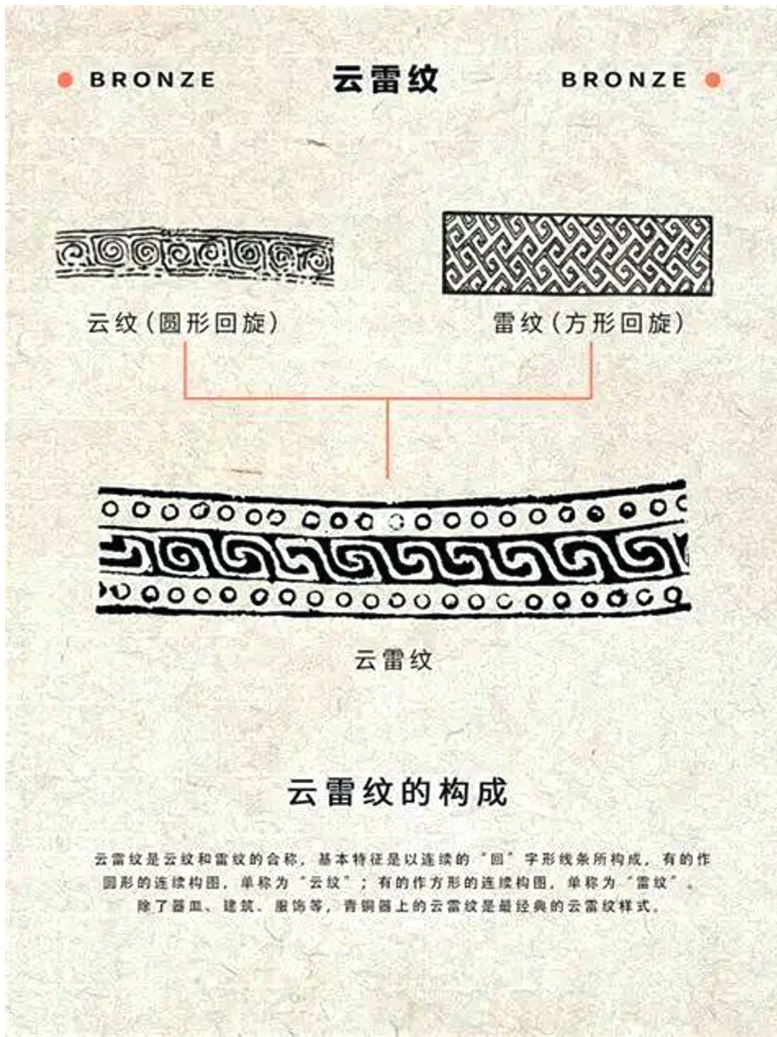 BRONZE 云雷纹 BRONZE
云纹(圆形回旋) 雷纹(方形回旋)
云雷纹
云雷纹的构成
云雷纹是云纹和雷纹的合称,基本特征是以连续的“回”字形线条所构成,有的作
圆形的连续构图,单称为“云纹”;有的作方形的连续构图,单称为“雷纹”。
除了器皿、建筑、服饰等,青铜器上的云雷纹是最经典的云雷纹样式。